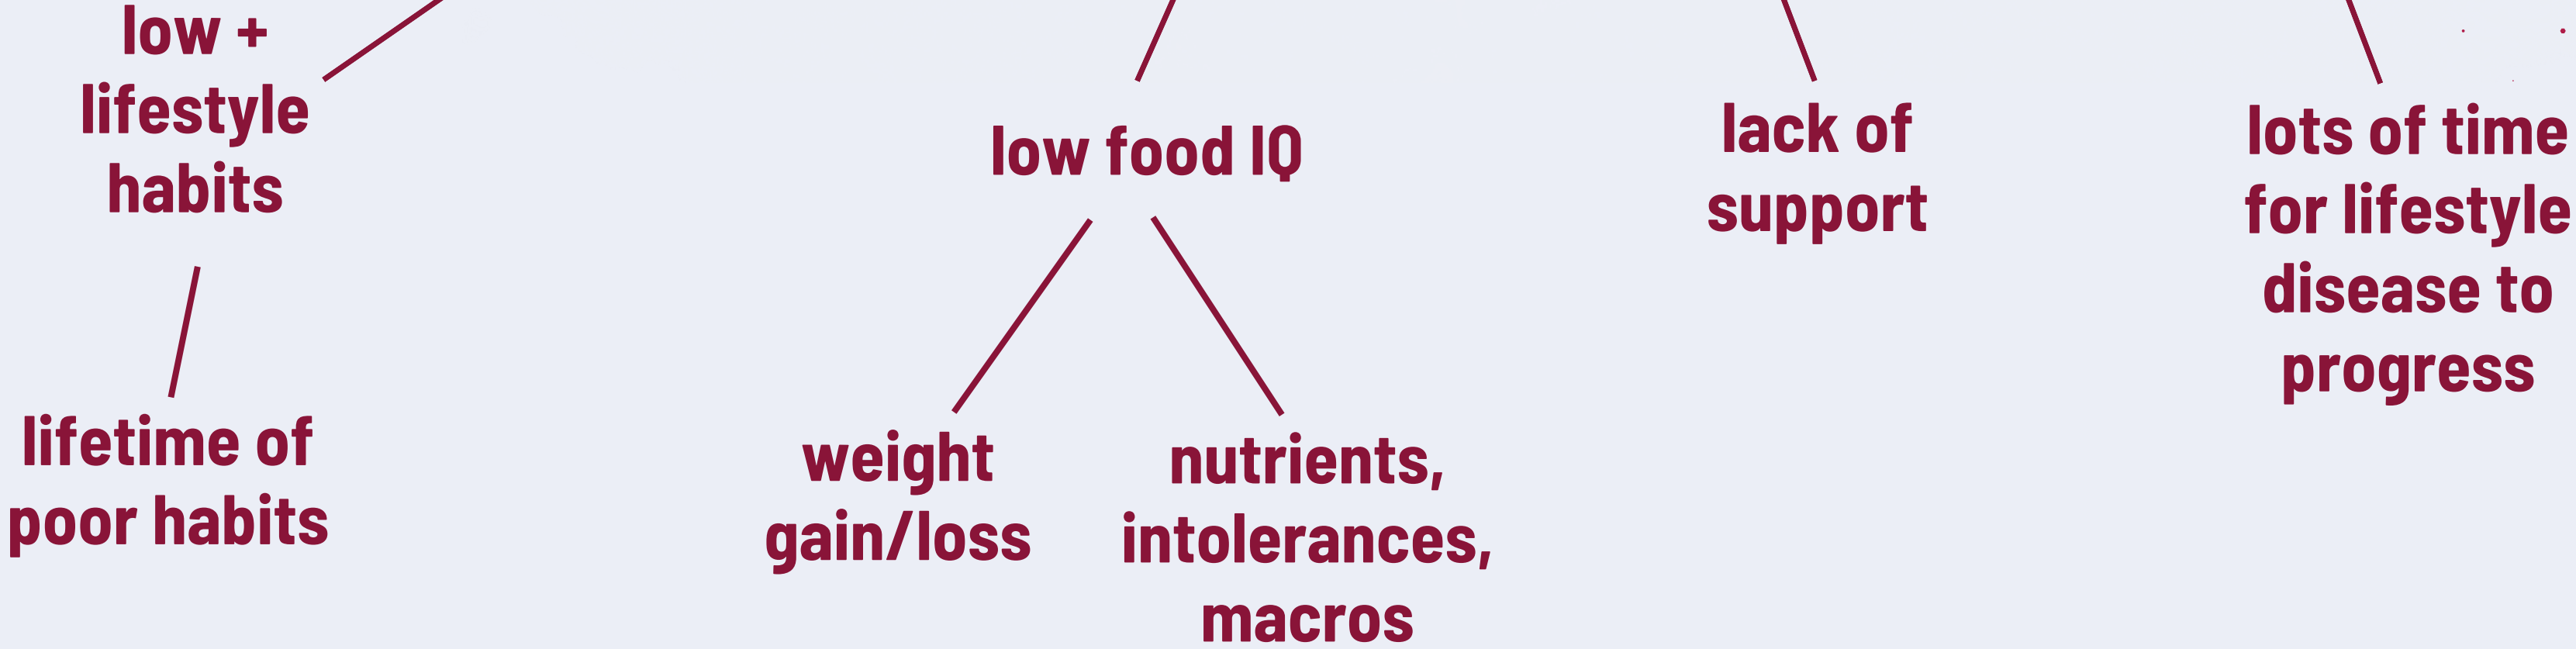 low +
lifestyle
habits
lifetime of
poor habits
low food IQ
weight
gain/loss
nutrients,
intolerances,
macros
lack of
support
lots of time
for lifestyle
disease to
progress